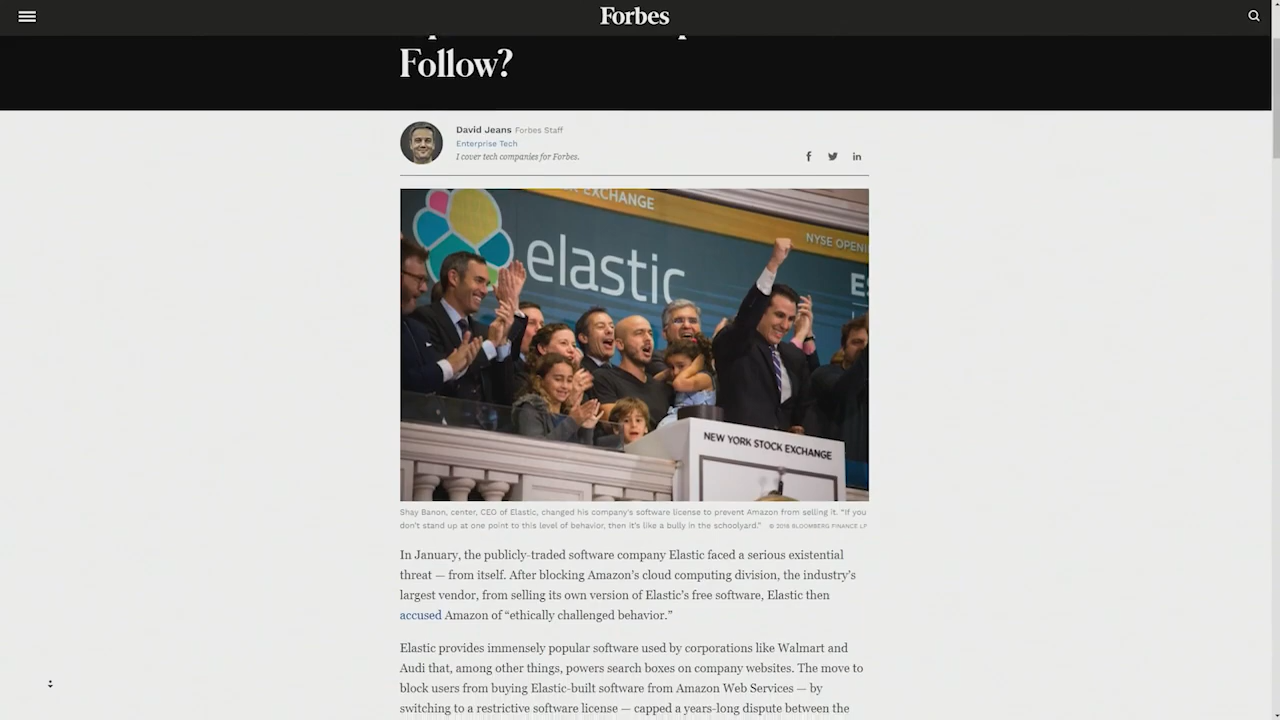 Forbes
Follow?
David Jeans Forbes Staff
Enterprise Tech
I cover tech companies for Forbes.
EXCHANGE
NYSE OPENI
elastic
ES
NEW YORK STOCK EXCHANGE
Shay Banon, center, CEO of Elastic, changed his company's software license to prevent Amazon from selling it. "If you
don't stand up at one point to this level of behavior, then it's like a bully in the schoolyard." © 2018 BLOOMBERG FINANCE LP
In January, the publicly-traded software company Elastic faced a serious existential
threat — from itself. After blocking Amazon's cloud computing division, the industry's
largest vendor, from selling its own version of Elastic's free software, Elastic then
accused Amazon of "ethically challenged behavior."
Elastic provides immensely popular software used by corporations like Walmart and
Audi that, among other things, powers search boxes on company websites. The move to
block users from buying Elastic-built software from Amazon Web Services — by
switching to a restrictive software license — capped a years-long dispute between the